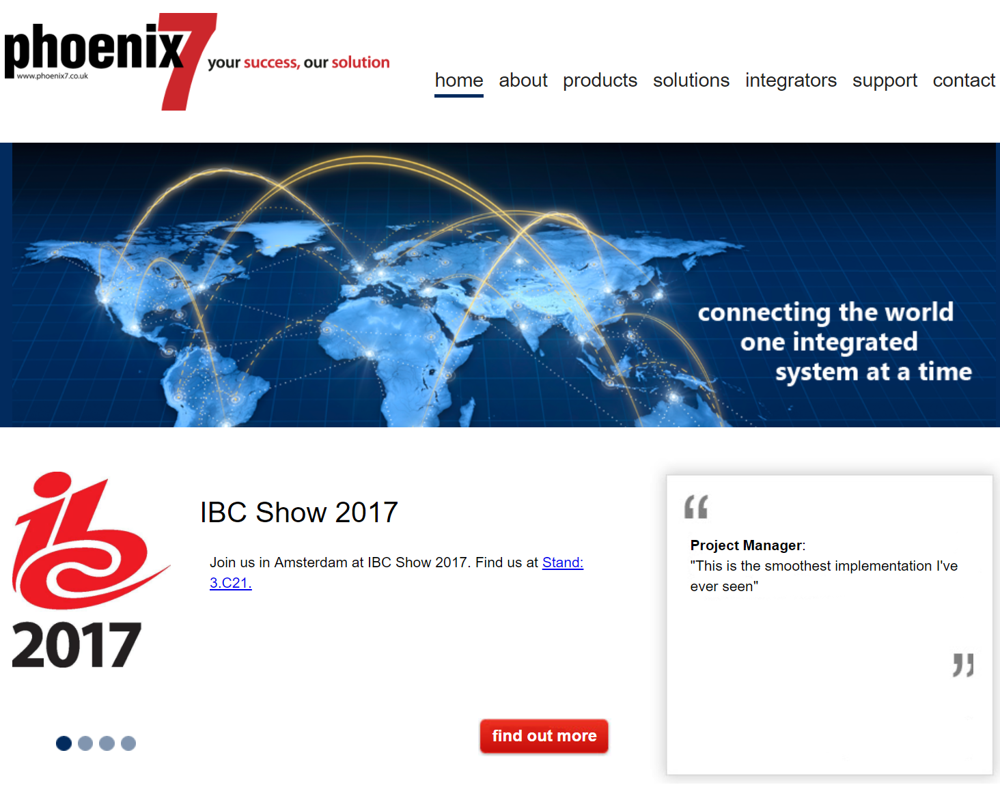 phoenix7
www.phoenix7.co.uk
your success, our solution
home about products solutions integrators support contact
connecting the world
one integrated
system at a time
ibc
2017
IBC Show 2017
Join us in Amsterdam at IBC Show 2017. Find us at Stand:
3.C21.
find out more
“
Project Manager:
"This is the smoothest implementation I've
ever seen"
”